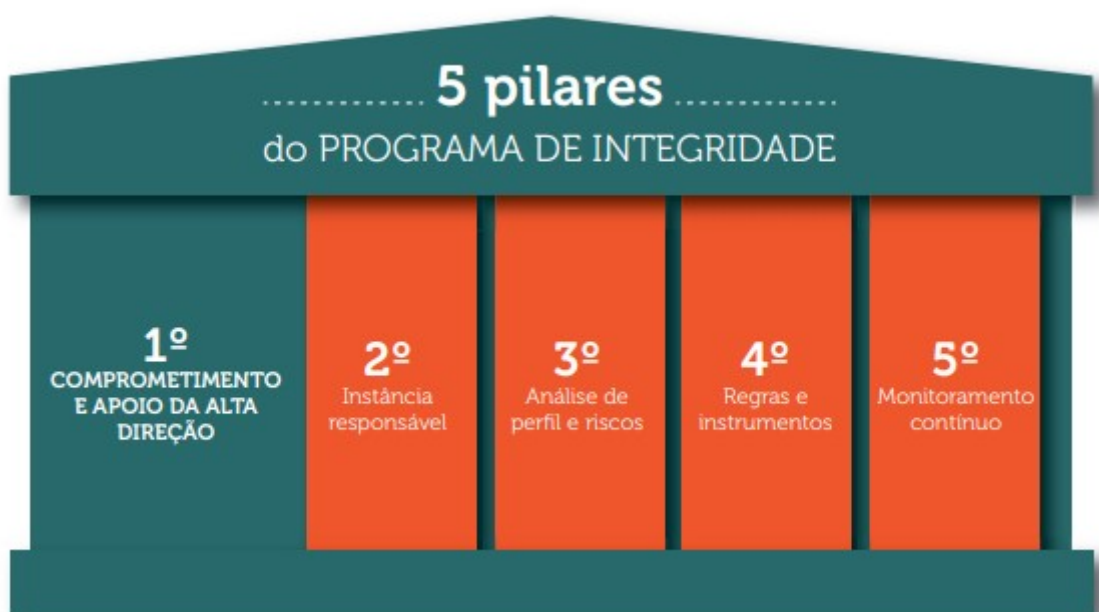 5 pilares
do PROGRAMA DE INTEGRIDADE
1º
COMPROMETIMENTO
E APOIO DA ALTA
DIREÇÃO
2º
Instância
responsável
3º
Análise de
perfil e riscos
4º
Regras e
instrumentos
5º
Monitoramento
contínuo